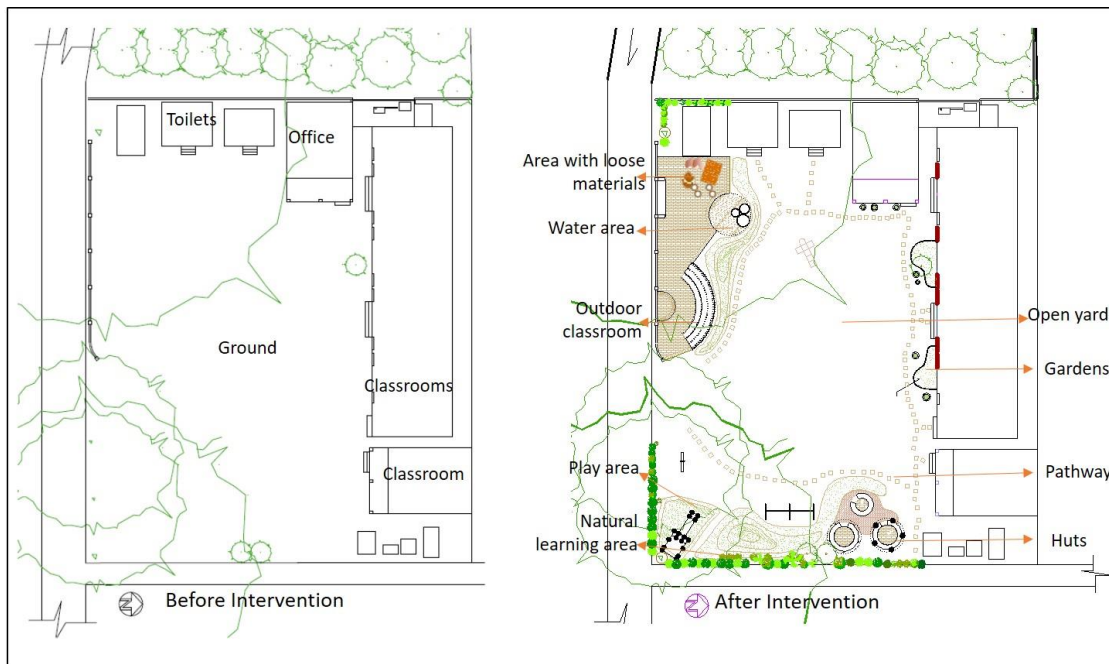 Toilets
Office
Ground
Classrooms
Classroom
N
Before Intervention
Area with loose
materials
Water area
Outdoor
classroom
Open yard
Gardens
Play area
Pathway
Natural
learning area
Huts
N
After Intervention